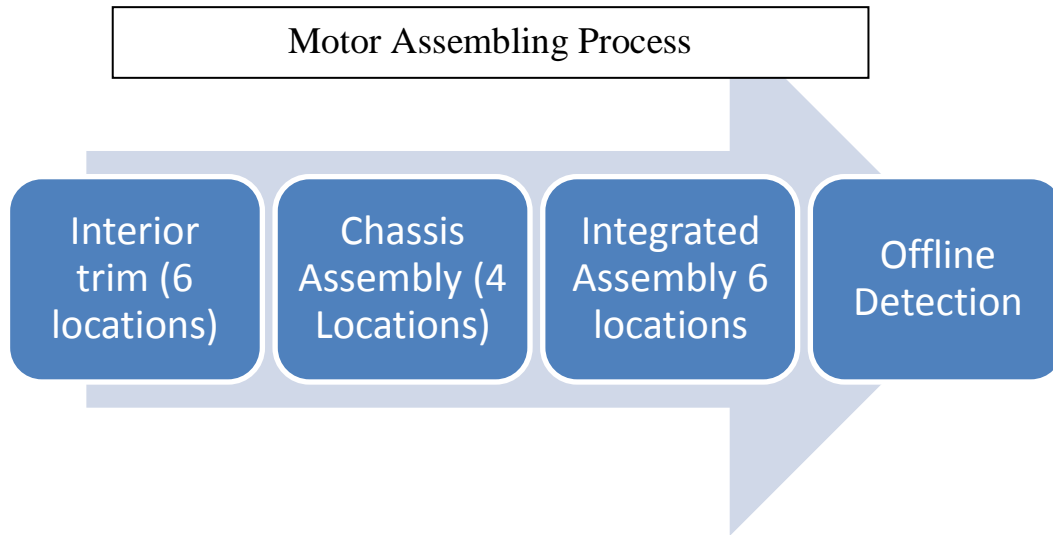 Motor Assembling Process
Interior
trim (6
locations)
Chassis
Assembly (4
Locations)
Integrated
Assembly 6
locations
Offline
Detection